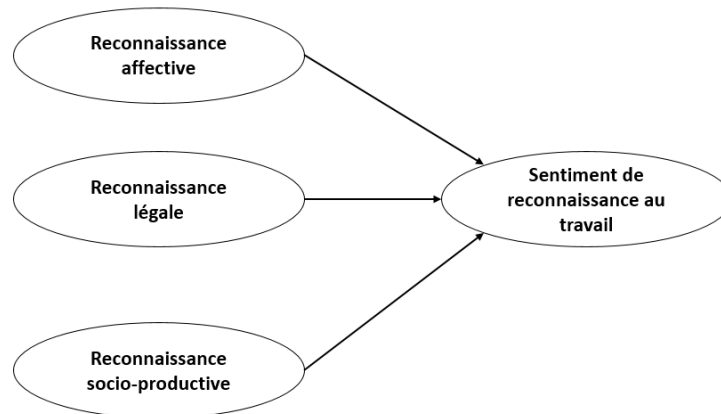 Reconnaissance
affective
Reconnaissance
légale
Sentiment de
reconnaissance au
travail
Reconnaissance
socio-productive